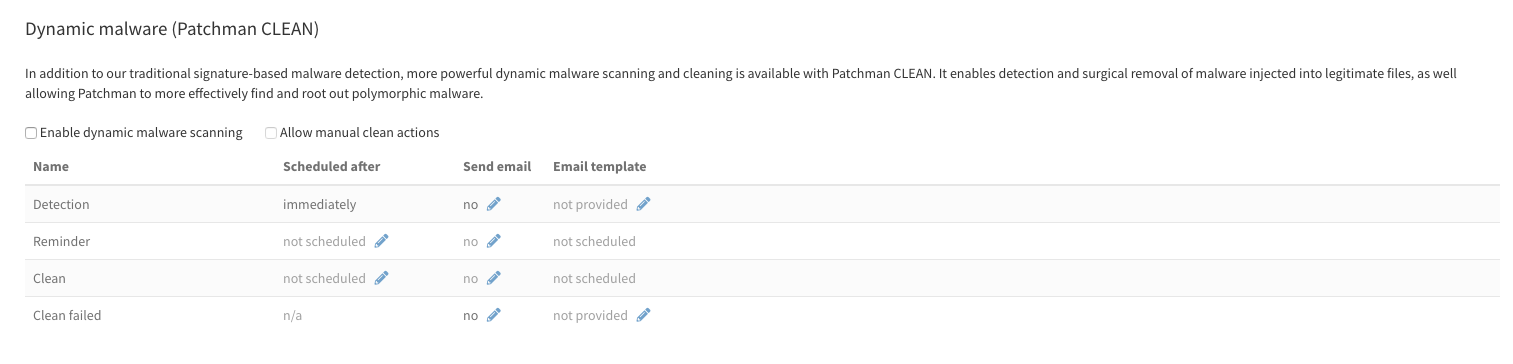 Dynamic malware (Patchman CLEAN)
In addition to our traditional signature-based malware detection, more powerful dynamic malware scanning and cleaning is available with Patchman CLEAN. It enables detection and surgical removal of malware injected into legitimate files, as well
allowing Patchman to more effectively find and root out polymorphic malware.
Enable dynamic malware scanning Allow manual clean actions
Name Scheduled after Send email Email template
Detection immediately no not provided
Reminder not scheduled no not scheduled
Clean not scheduled no not scheduled
Clean failed n/a no not provided